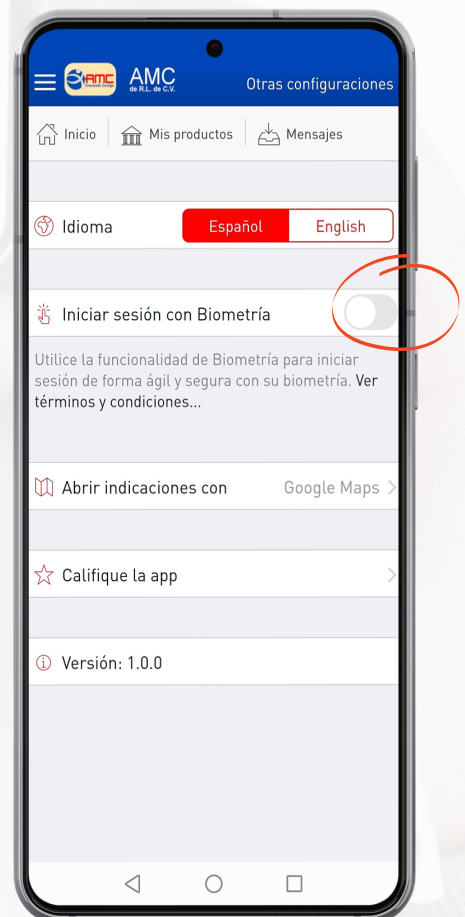 AMC
AMC
de R.L. de C.V.
Otras configuraciones
Inicio
Mis productos
Mensajes
Idioma
Español
English
Iniciar sesión con Biometría
Utilice la funcionalidad de Biometría para iniciar
sesión de forma ágil y segura con su biometría. Ver
términos y condiciones...
Abrir indicaciones con
Google Maps
Califique la app
Versión: 1.0.0